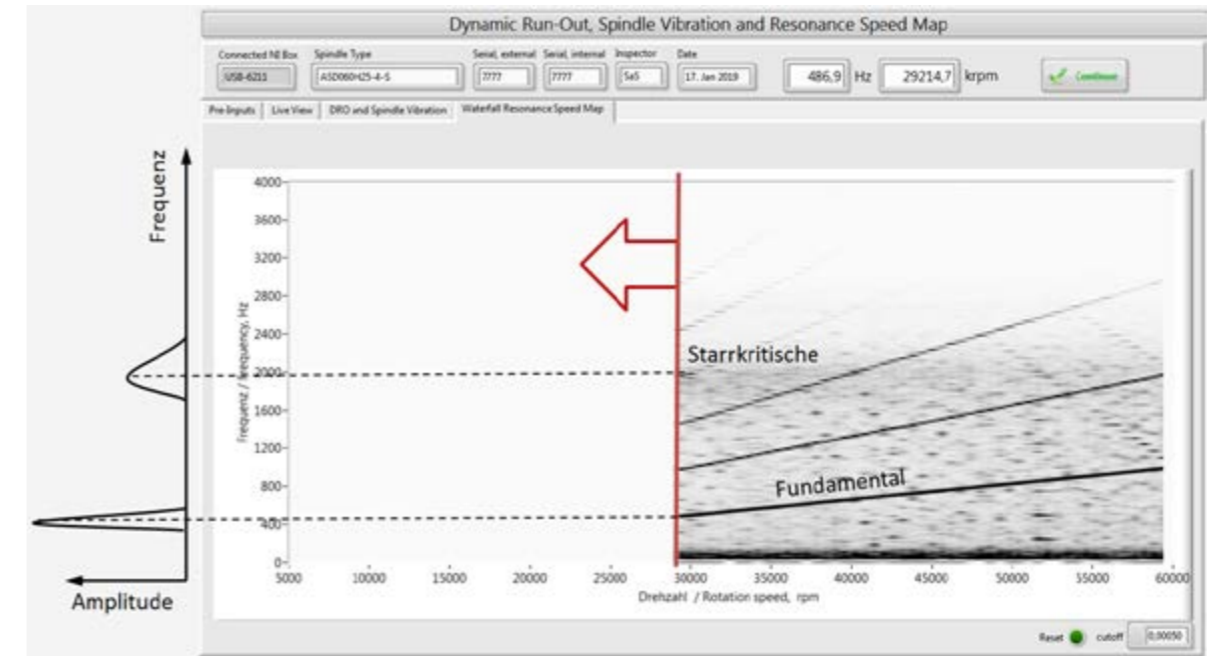 Dynamic Run-Out, Spindle Vibration and Resonance Speed Map
Connected NI Box
Spindle Type
Serial, external
Serial, internal
Inspector
Date
USB-6211
ASD060H25-4-S
7777
7777
SaS
17. Jan 2019
486,9 Hz
29214,7 krpm
Continue
Pre-Inputs
Live View
DRO and Spindle Vibration
Waterfall Resonance Speed Map
Frequenz
Frequenz / frequency, Hz
4000
3600
3200
2800
2400
2000
1600
1200
800
400
0
Starrkritische
Fundamental
5000 10000 15000 20000 25000 30000 35000 40000 45000 50000 55000 60000
Drehzahl / Rotation speed, rpm
Amplitude
Reset
cutoff
0,00050